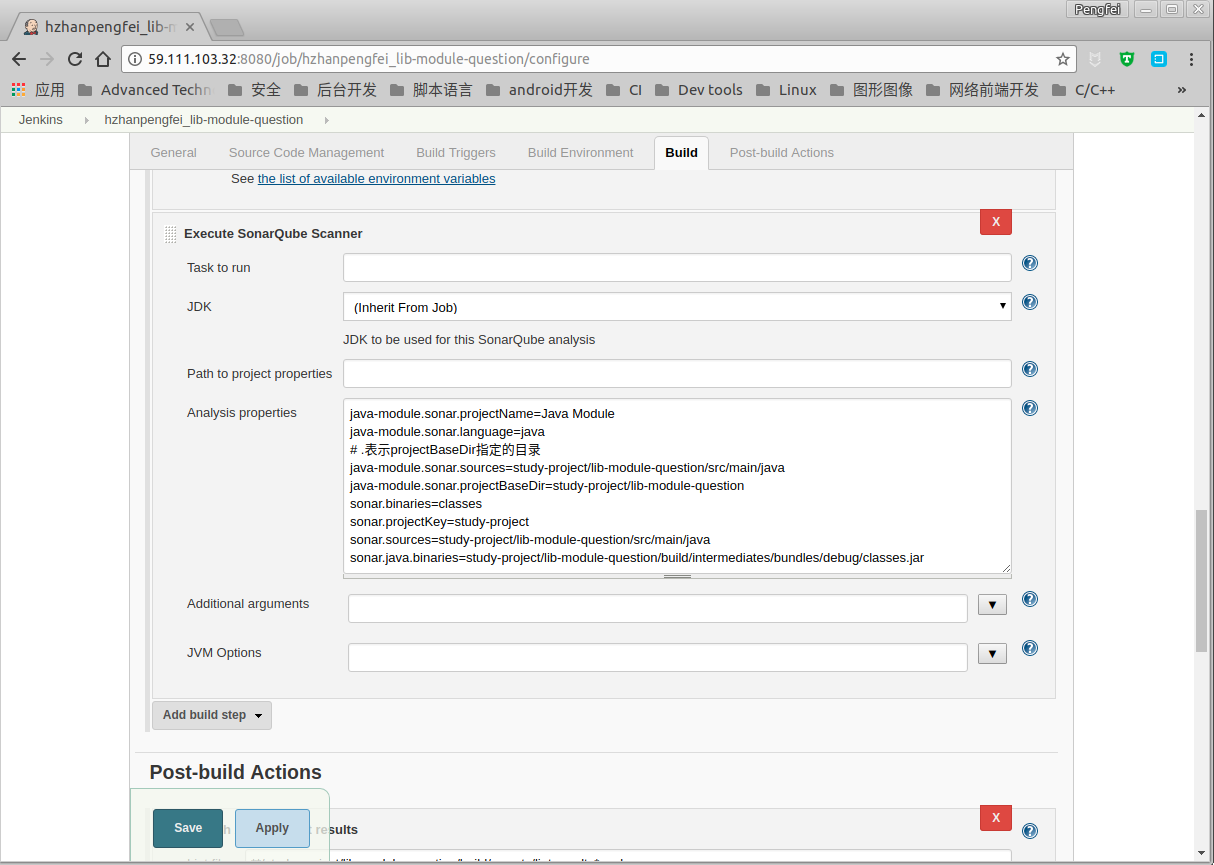 Pengfei
hzhanpengfei_lib-m
59.111.103.32:8080/job/hzhanpengfei_lib-module-question/configure
应用 Advanced Techn 安全 后台开发 脚本语言 android开发 CI Dev tools Linux 图形图像 网络前端开发 C/C++ »
Jenkins hzhanpengfei_lib-module-question
General Source Code Management Build Triggers Build Environment Build Post-build Actions
See the list of available environment variables
X
Execute SonarQube Scanner
Task to run
JDK (Inherit From Job)
JDK to be used for this SonarQube analysis
Path to project properties
Analysis properties
java-module.sonar.projectName=Java Module
java-module.sonar.language=java
# .表示projectBaseDir指定的目录
java-module.sonar.sources=study-project/lib-module-question/src/main/java
java-module.sonar.projectBaseDir=study-project/lib-module-question
sonar.binaries=classes
sonar.projectKey=study-project
sonar.sources=study-project/lib-module-question/src/main/java
sonar.java.binaries=study-project/lib-module-question/build/intermediates/bundles/debug/classes.jar
Additional arguments
JVM Options
Add build step
Post-build Actions
X
Save Apply results